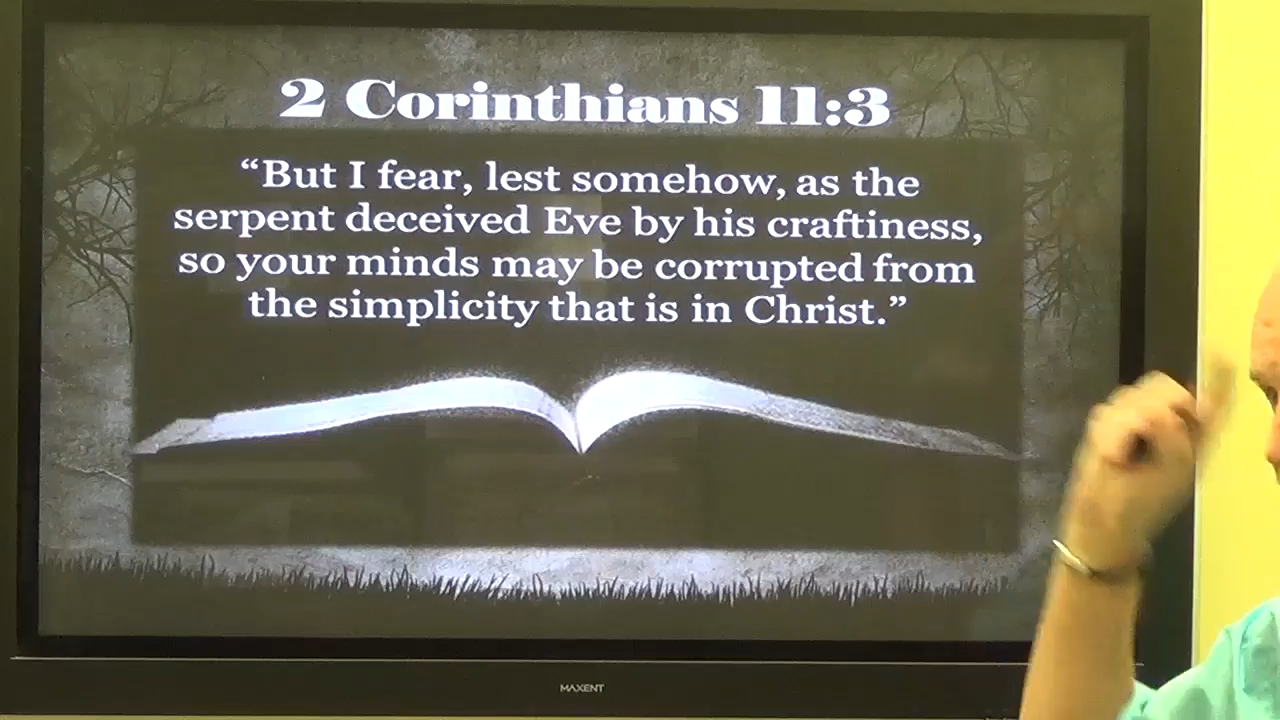 2 Corinthians 11:3
“But I fear, lest somehow, as the
serpent deceived Eve by his craftiness,
so your minds may be corrupted from
the simplicity that is in Christ.”
MAXENT